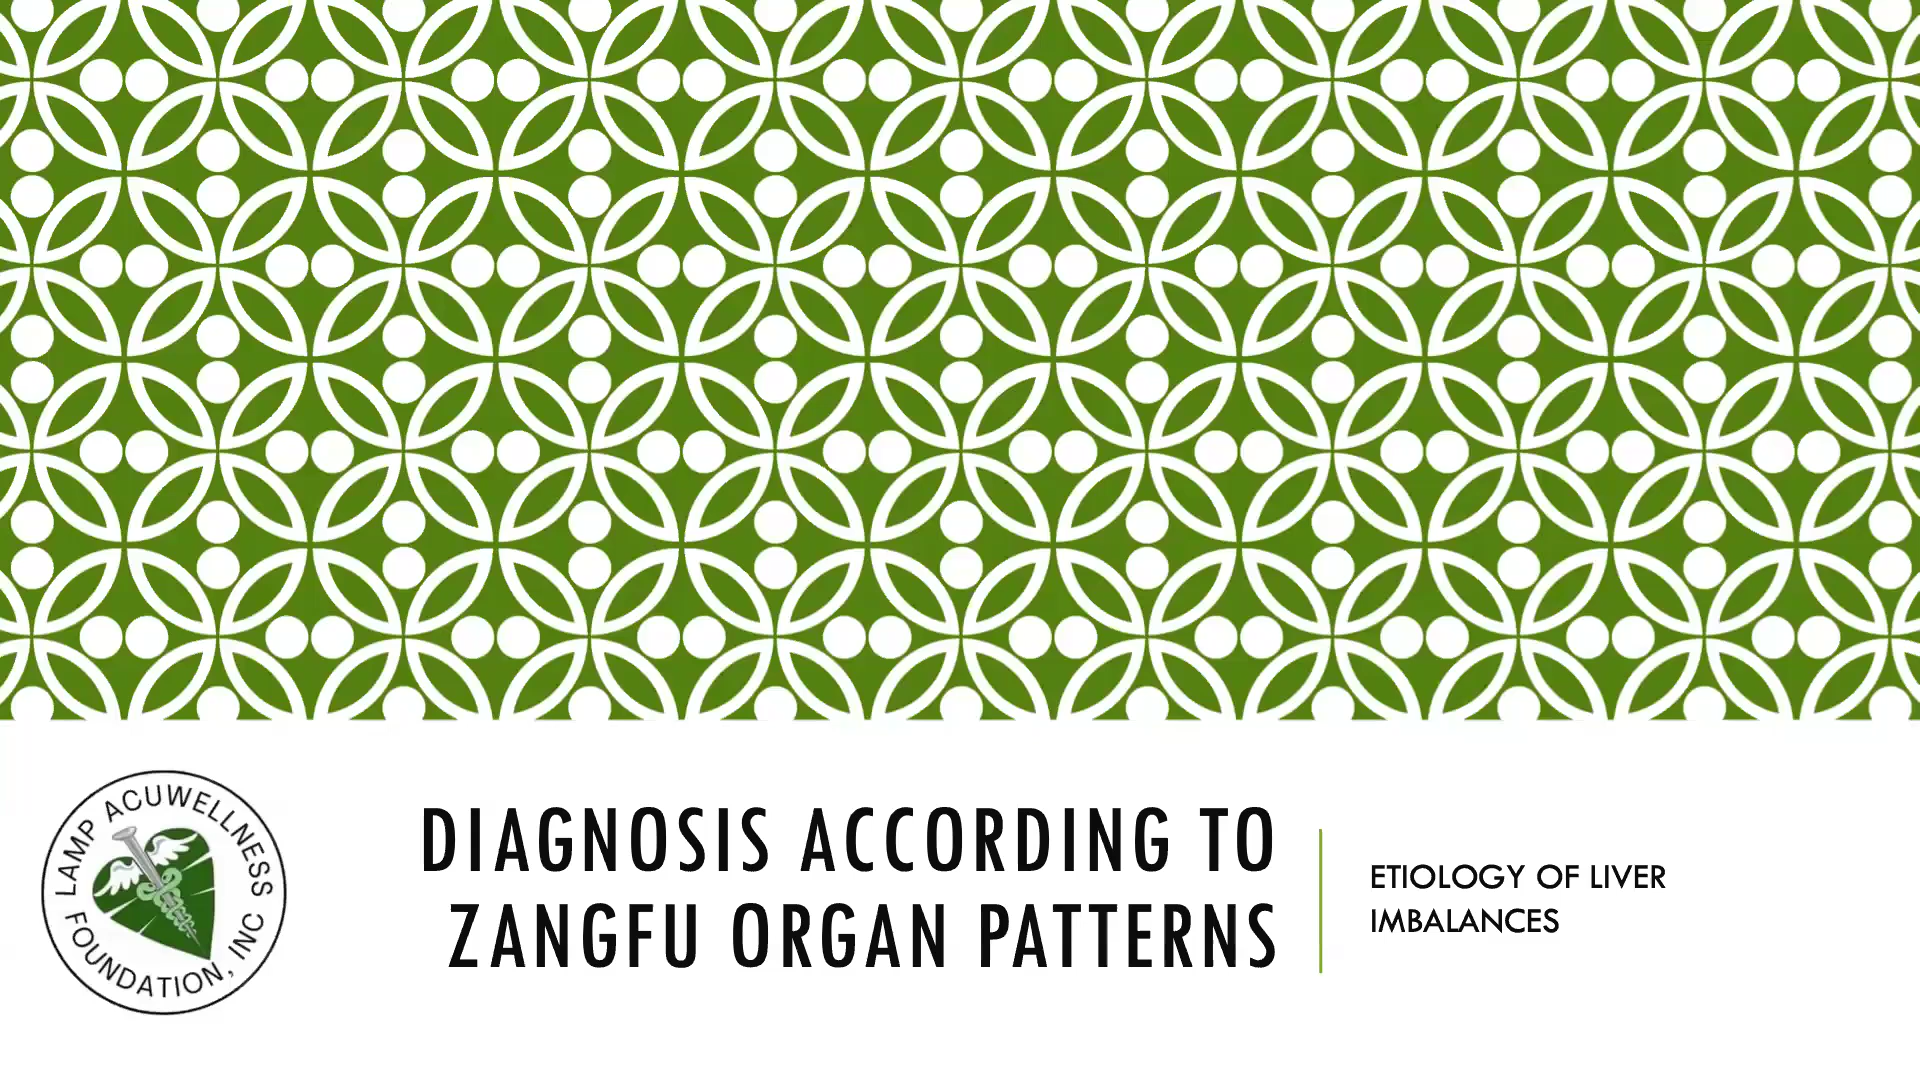 LAMP ACUWELLNESS
FOUNDATION, INC
DIAGNOSIS ACCORDING TO
ZANGFU ORGAN PATTERNS
ETIOLOGY OF LIVER
IMBALANCES